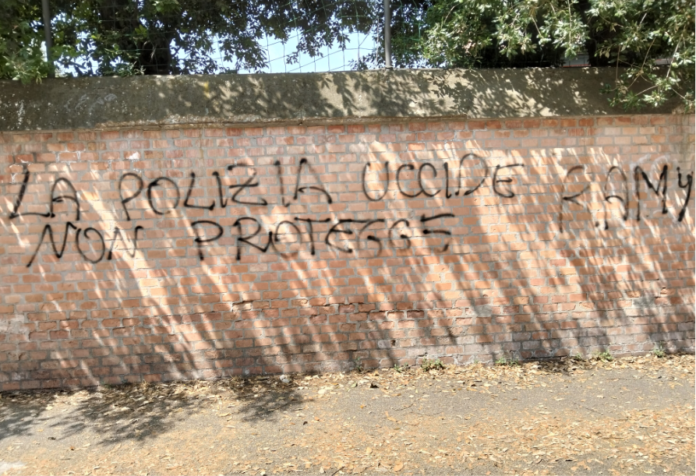 LA POLIZIA UCCIDE RAMY
NON PROTEGGE